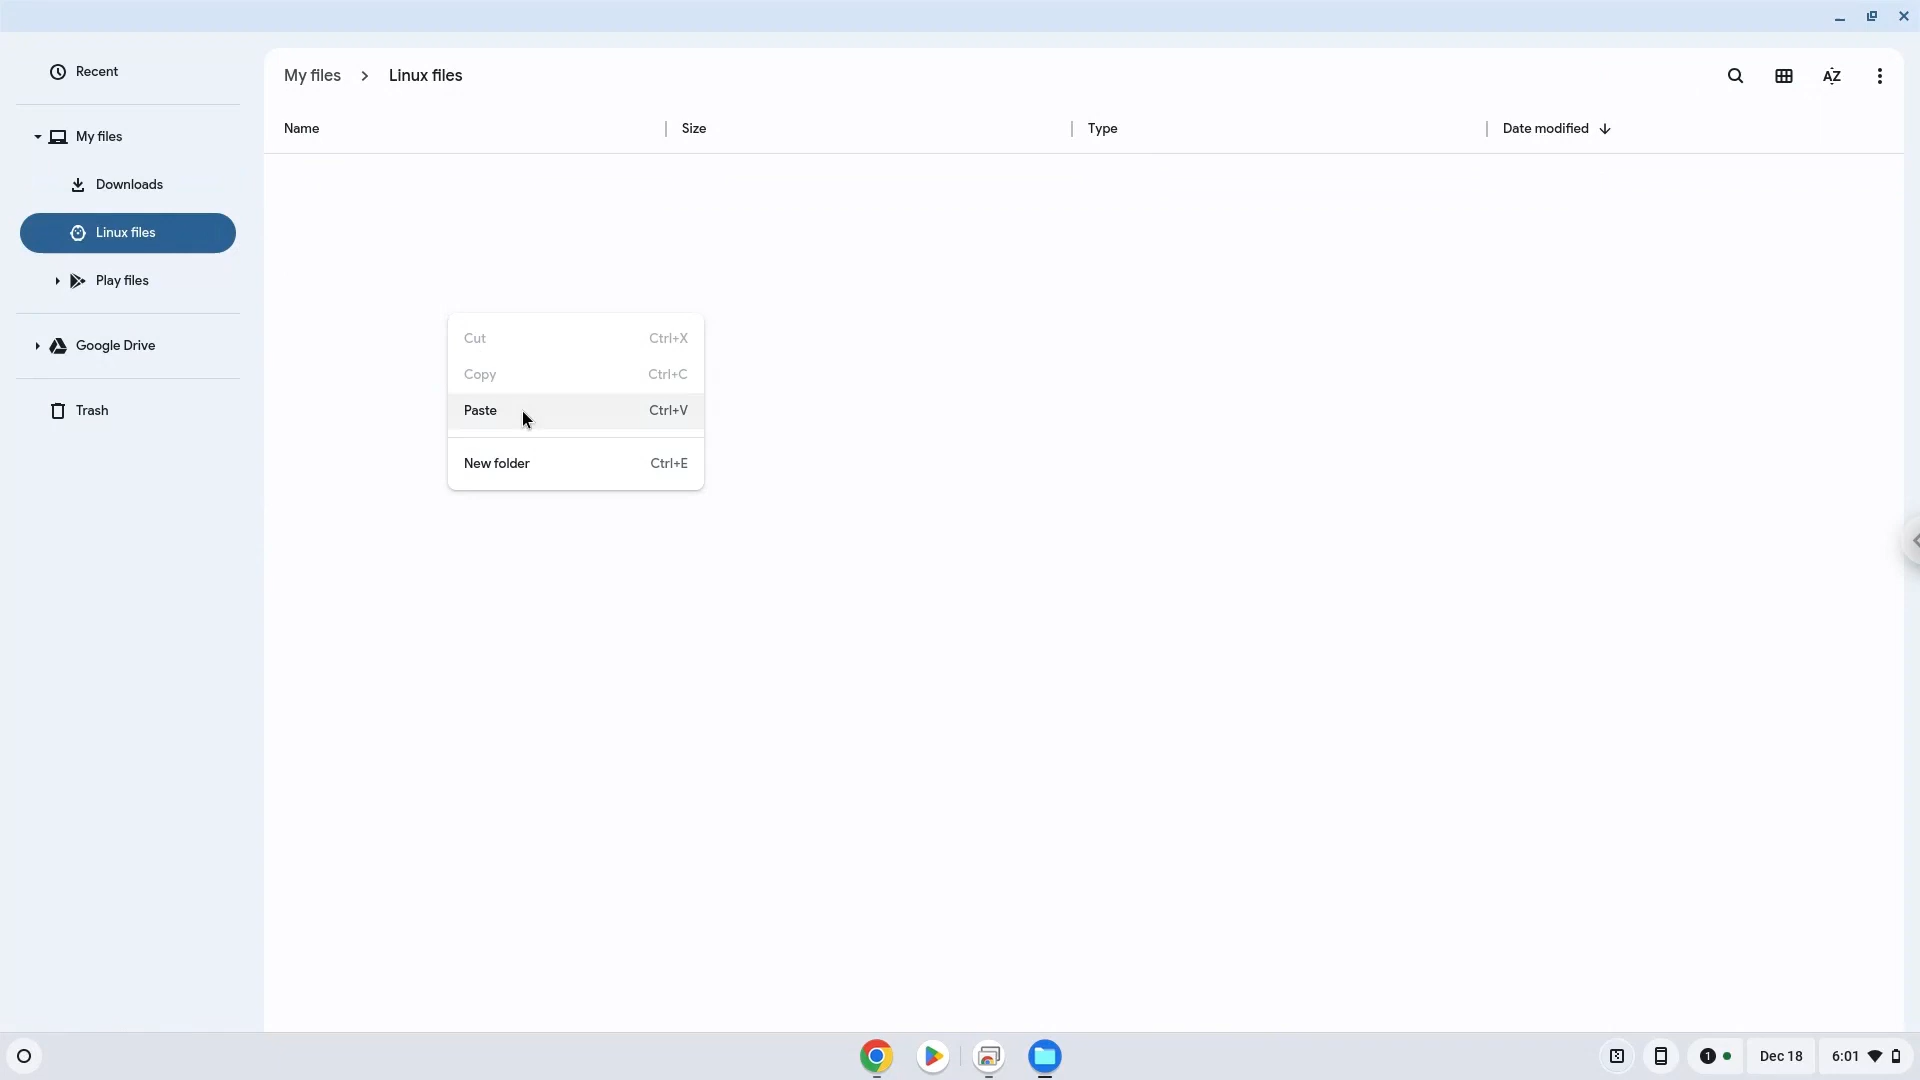 Recent
My files
Downloads
Linux files
Play files
Google Drive
Trash
My files > Linux files
AZ
Name
Size
Type
Date modified
Cut Ctrl+X
Copy Ctrl+C
Paste Ctrl+V
New folder Ctrl+E
1
Dec 18
6:01